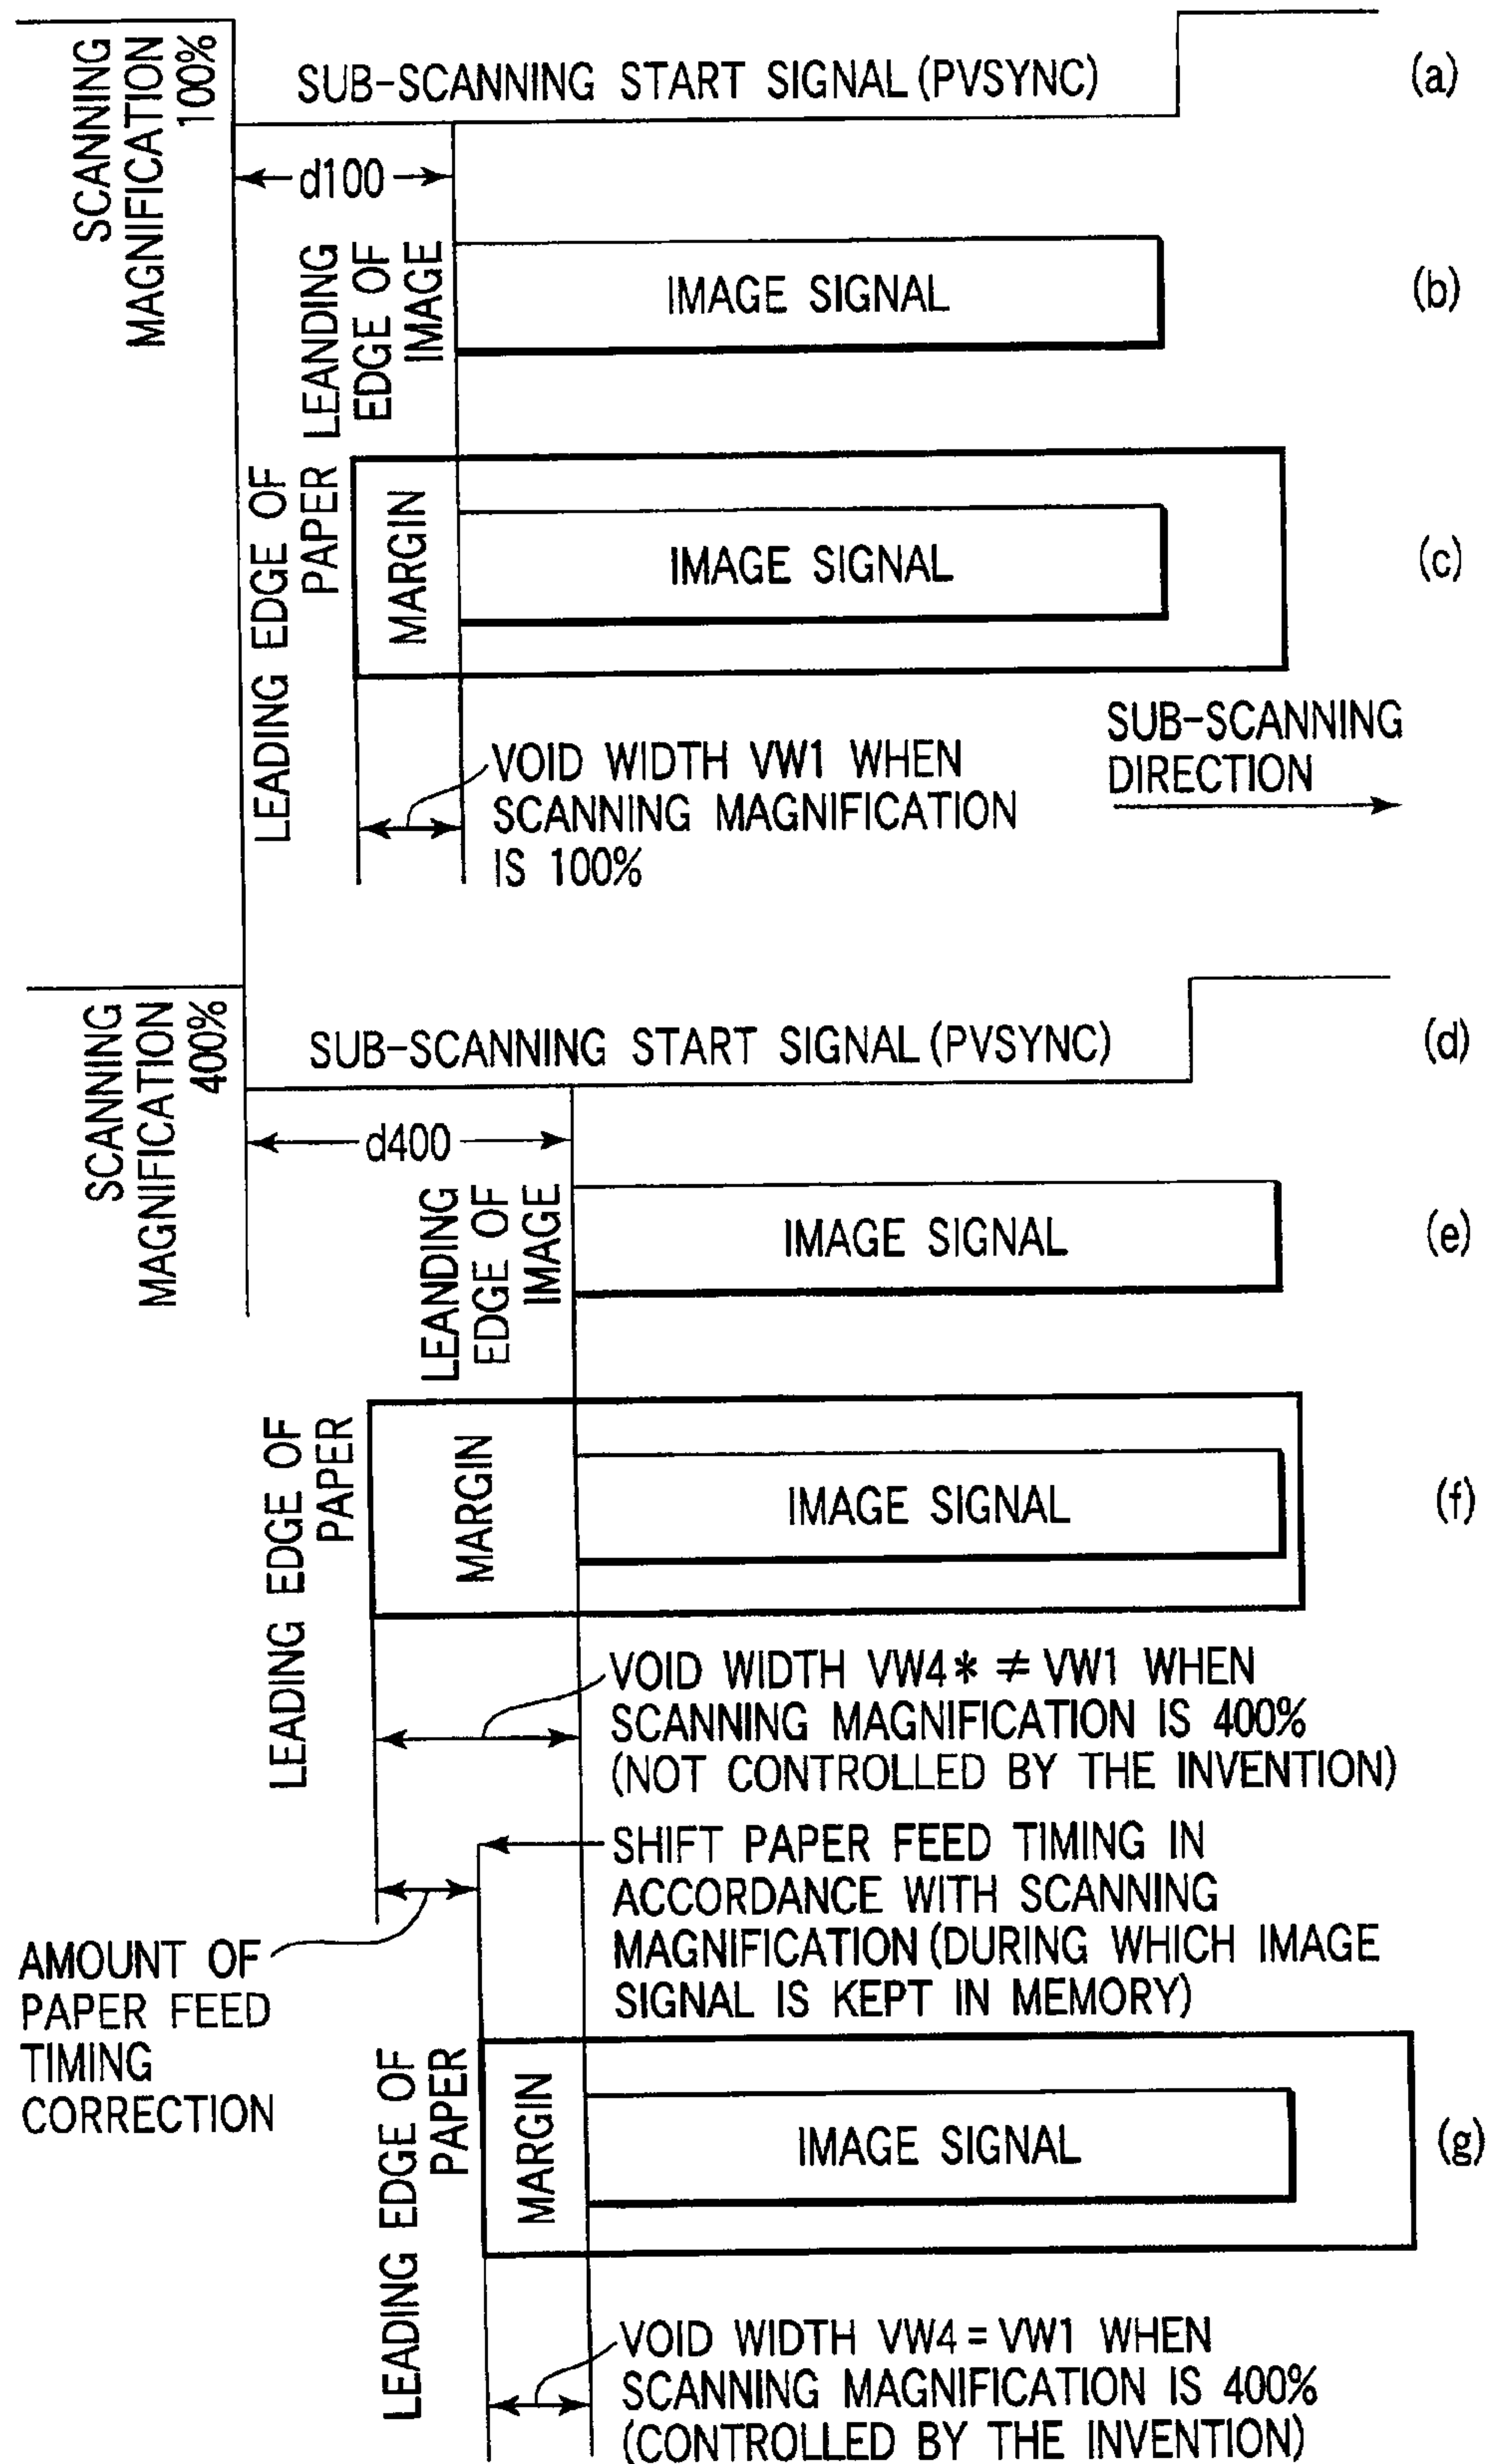 SCANNING
MAGNIFICATION
100%
SUB-SCANNING START SIGNAL (PVSYNC)
(a)
d100
LEANDING
EDGE OF
IMAGE
IMAGE SIGNAL
(b)
LEADING EDGE OF
PAPER
MARGIN
IMAGE SIGNAL
(c)
VOID WIDTH VW1 WHEN
SCANNING MAGNIFICATION
IS 100%
SUB-SCANNING
DIRECTION
SCANNING
MAGNIFICATION
400%
SUB-SCANNING START SIGNAL (PVSYNC)
(d)
d400
LEANDING
EDGE OF
IMAGE
IMAGE SIGNAL
(e)
LEADING EDGE OF
PAPER
MARGIN
IMAGE SIGNAL
(f)
VOID WIDTH VW4* ≠ VW1 WHEN
SCANNING MAGNIFICATION IS 400%
(NOT CONTROLLED BY THE INVENTION)
SHIFT PAPER FEED TIMING IN
ACCORDANCE WITH SCANNING
MAGNIFICATION (DURING WHICH IMAGE
SIGNAL IS KEPT IN MEMORY)
AMOUNT OF
PAPER FEED
TIMING
CORRECTION
LEADING EDGE OF
PAPER
MARGIN
IMAGE SIGNAL
(g)
VOID WIDTH VW4 = VW1 WHEN
SCANNING MAGNIFICATION IS 400%
(CONTROLLED BY THE INVENTION)